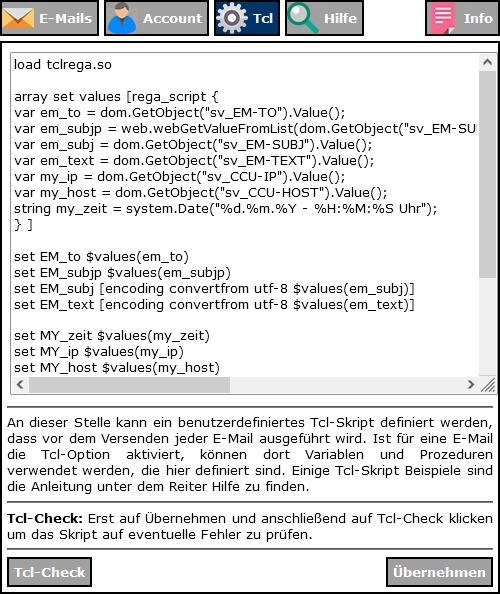 E-Mails Account Tcl Hilfe Info
load tclrega.so
array set values [rega_script {
var em_to = dom.GetObject("sv_EM-TO").Value();
var em_subjp = web.webGetValueFromList(dom.GetObject("sv_EM-SU
var em_subj = dom.GetObject("sv_EM-SUBJ").Value();
var em_text = dom.GetObject("sv_EM-TEXT").Value();
var my_ip = dom.GetObject("sv_CCU-IP").Value();
var my_host = dom.GetObject("sv_CCU-HOST").Value();
string my_zeit = system.Date("%d.%m.%Y - %H:%M:%S Uhr");
} ]
set EM_to $values(em_to)
set EM_subjp $values(em_subjp)
set EM_subj [encoding convertfrom utf-8 $values(em_subj)]
set EM_text [encoding convertfrom utf-8 $values(em_text)]
set MY_zeit $values(my_zeit)
set MY_ip $values(my_ip)
set MY_host $values(my_host)
An dieser Stelle kann ein benutzerdefiniertes Tcl-Skript definiert werden,
dass vor dem Versenden jeder E-Mail ausgeführt wird. Ist für eine E-Mail
die Tcl-Option aktiviert, können dort Variablen und Prozeduren
verwendet werden, die hier definiert sind. Einige Tcl-Skript Beispiele sind
die Anleitung unter dem Reiter Hilfe zu finden.
Tcl-Check: Erst auf Übernehmen und anschließend auf Tcl-Check klicken
um das Skript auf eventuelle Fehler zu prüfen.
Tcl-Check Übernehmen